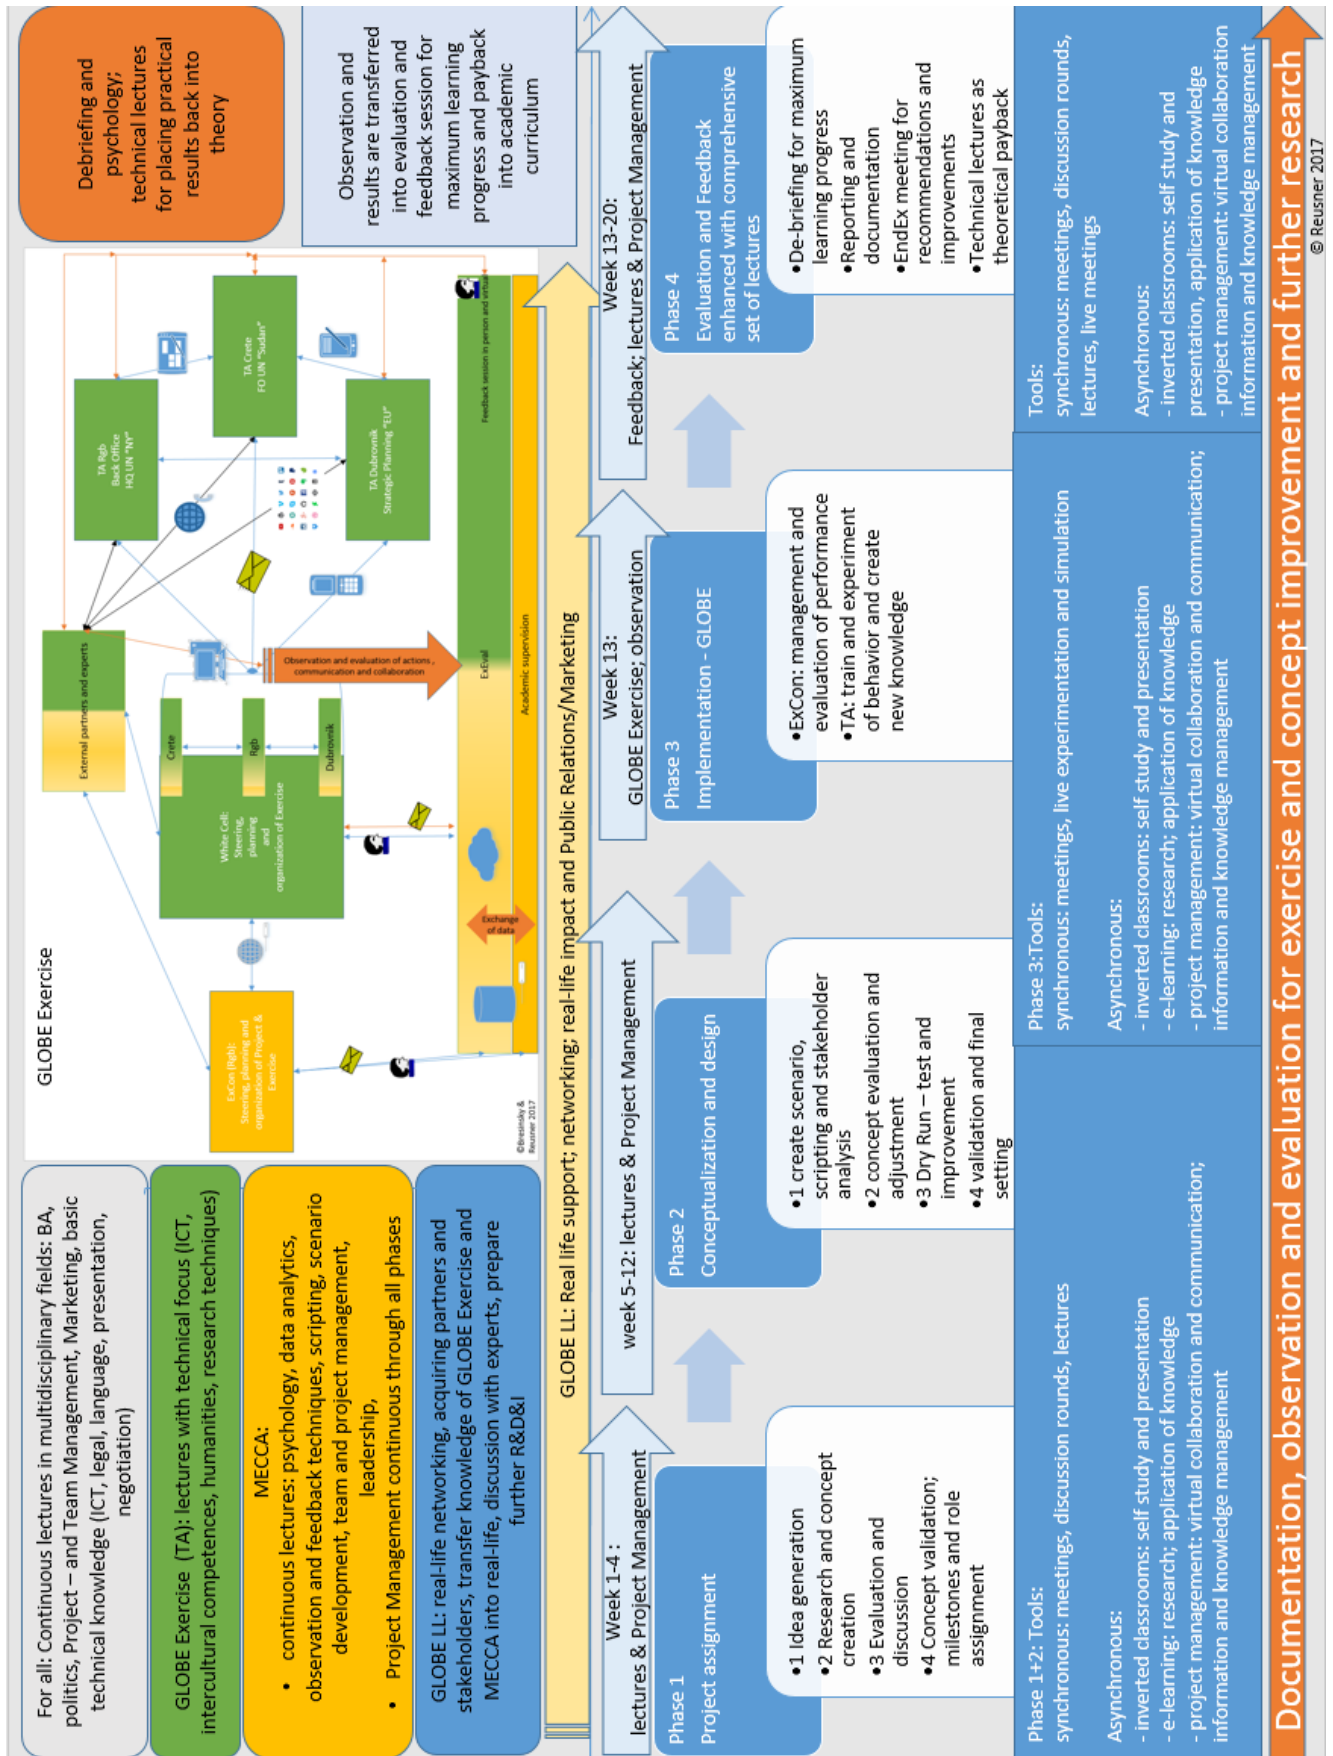 For all: Continuous lectures in multidisciplinary fields: BA,
politics, Project – and Team Management, Marketing, basic
technical knowledge (ICT, legal, language, presentation,
negotiation)
GLOBE Exercise  (TA): lectures with technical focus (ICT,
intercultural competences, humanities, research techniques)
MECCA:
• continuous lectures: psychology, data analytics,
observation and feedback techniques, scripting, scenario
development, team and project management,
leadership,
• Project Management continuous through all phases
GLOBE LL: real-life networking, acquiring partners and
stakeholders, transfer knowledge of GLOBE Exercise and
MECCA into real-life, discussion with experts, prepare
further R&D&I
GLOBE Exercise
ExCon (Rgb):
Steering, planning and
organization of Project &
Exercise
©Bresinsky &
Reusner 2017
External partners and experts
White Cell:
Steering,
planning
and
organization of Exercise
Crete
Rgb
Dubrovnik
TA Rgb
Back Office
HQ UN "NY"
TA Crete
FO UN "Sudan"
TA Dubrovnik
Strategic Planning "EU"
Observation and evaluation of actions ,
communication and collaboration
Exchange
of data
ExEval
Feedback session in person and virtual
Academic supervision
Debriefing and
psychology;
technical lectures
for placing practical
results back into
theory
Observation and
results are transferred
into evaluation and
feedback session for
maximum learning
progress and payback
into academic
curriculum
GLOBE LL: Real life support; networking; real-life impact and Public Relations/Marketing
Week 1-4 :
lectures & Project Management
week 5-12: lectures & Project Management
Week 13:
GLOBE Exercise; observation
Week 13-20:
Feedback; lectures & Project Management
Phase 1
Project assignment
•1 Idea generation
•2 Research and concept
creation
•3 Evaluation and
discussion
•4 Concept validation;
milestones and role
assignment
Phase 2
Conceptualization and design
•1 create scenario,
scripting and stakeholder
analysis
•2 concept evaluation and
adjustment
•3 Dry Run – test and
improvement
•4 validation and final
setting
Phase 3
Implementation - GLOBE
•ExCon: management and
evaluation of performance
•TA: train and experiment
of behavior and create
new knowledge
Phase 4
Evaluation and Feedback
enhanced with comprehensive
set of lectures
•De-briefing for maximum
learning progress
•Reporting and
documentation
•EndEx meeting for
recommendations and
improvements
•Technical lectures as
theoretical payback
Phase 1+2: Tools:
synchronous: meetings, discussion rounds, lectures
Asynchronous:
- inverted classrooms: self study and presentation
- e-learning: research; application of knowledge
- project management: virtual collaboration and communication;
information and knowledge management
Phase 3:Tools:
synchronous: meetings, live experimentation and simulation
Asynchronous:
- inverted classrooms: self study and presentation
- e-learning: research; application of knowledge
- project management: virtual collaboration and communication;
information and knowledge management
Tools:
synchronous: meetings, discussion rounds,
lectures, live meetings
Asynchronous:
- inverted classrooms: self study and
presentation, application of knowledge
- project management: virtual collaboration
information and knowledge management
Documentation, observation and evaluation for exercise and concept improvement and further research
© Reusner 2017